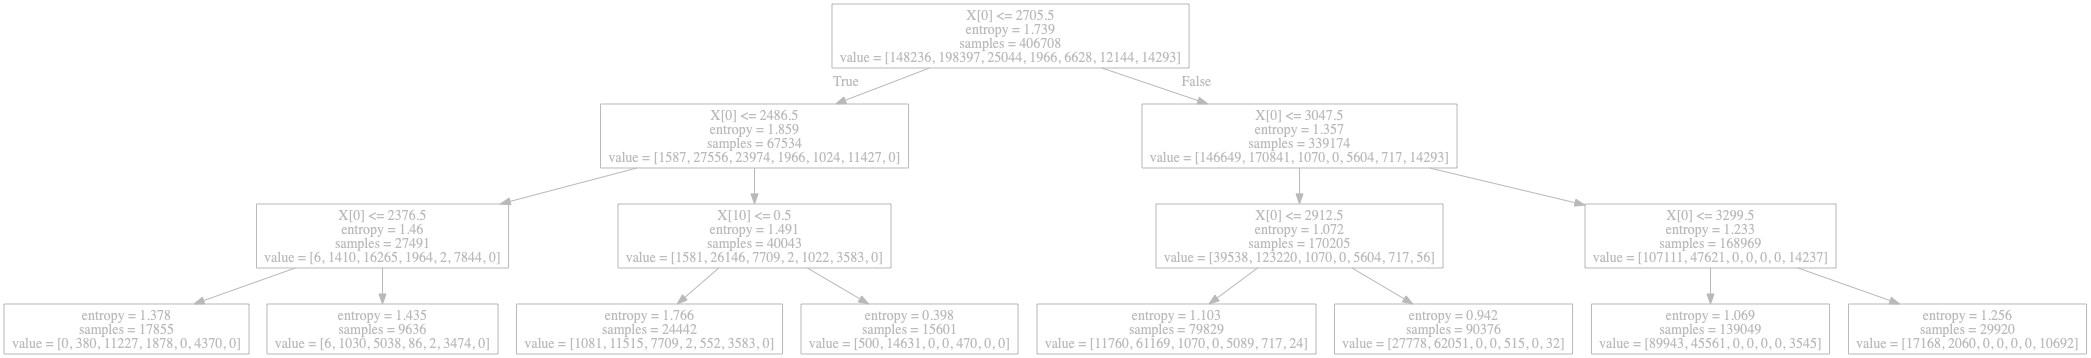 X[0] <= 2705.5
entropy = 1.739
samples = 406708
value = [148236, 198397, 25044, 1966, 6628, 12144, 14293]
True
False
X[0] <= 2486.5
entropy = 1.859
samples = 67534
value = [1587, 27556, 23974, 1966, 1024, 11427, 0]
X[0] <= 3047.5
entropy = 1.357
samples = 339174
value = [146649, 170841, 1070, 0, 5604, 717, 14293]
X[0] <= 2376.5
entropy = 1.46
samples = 27491
value = [6, 1410, 16265, 1964, 2, 7844, 0]
X[10] <= 0.5
entropy = 1.491
samples = 40043
value = [1581, 26146, 7709, 2, 1022, 3583, 0]
X[0] <= 2912.5
entropy = 1.072
samples = 170205
value = [39538, 123220, 1070, 0, 5604, 717, 56]
X[0] <= 3299.5
entropy = 1.233
samples = 168969
value = [107111, 47621, 0, 0, 0, 0, 14237]
entropy = 1.378
samples = 17855
value = [0, 380, 11227, 1878, 0, 4370, 0]
entropy = 1.435
samples = 9636
value = [6, 1030, 5038, 86, 2, 3474, 0]
entropy = 1.766
samples = 24442
value = [1081, 11515, 7709, 2, 552, 3583, 0]
entropy = 0.398
samples = 15601
value = [500, 14631, 0, 0, 470, 0, 0]
entropy = 1.103
samples = 79829
value = [11760, 61169, 1070, 0, 5089, 717, 24]
entropy = 0.942
samples = 90376
value = [27778, 62051, 0, 0, 515, 0, 32]
entropy = 1.069
samples = 139049
value = [89943, 45561, 0, 0, 0, 0, 3545]
entropy = 1.256
samples = 29920
value = [17168, 2060, 0, 0, 0, 0, 10692]